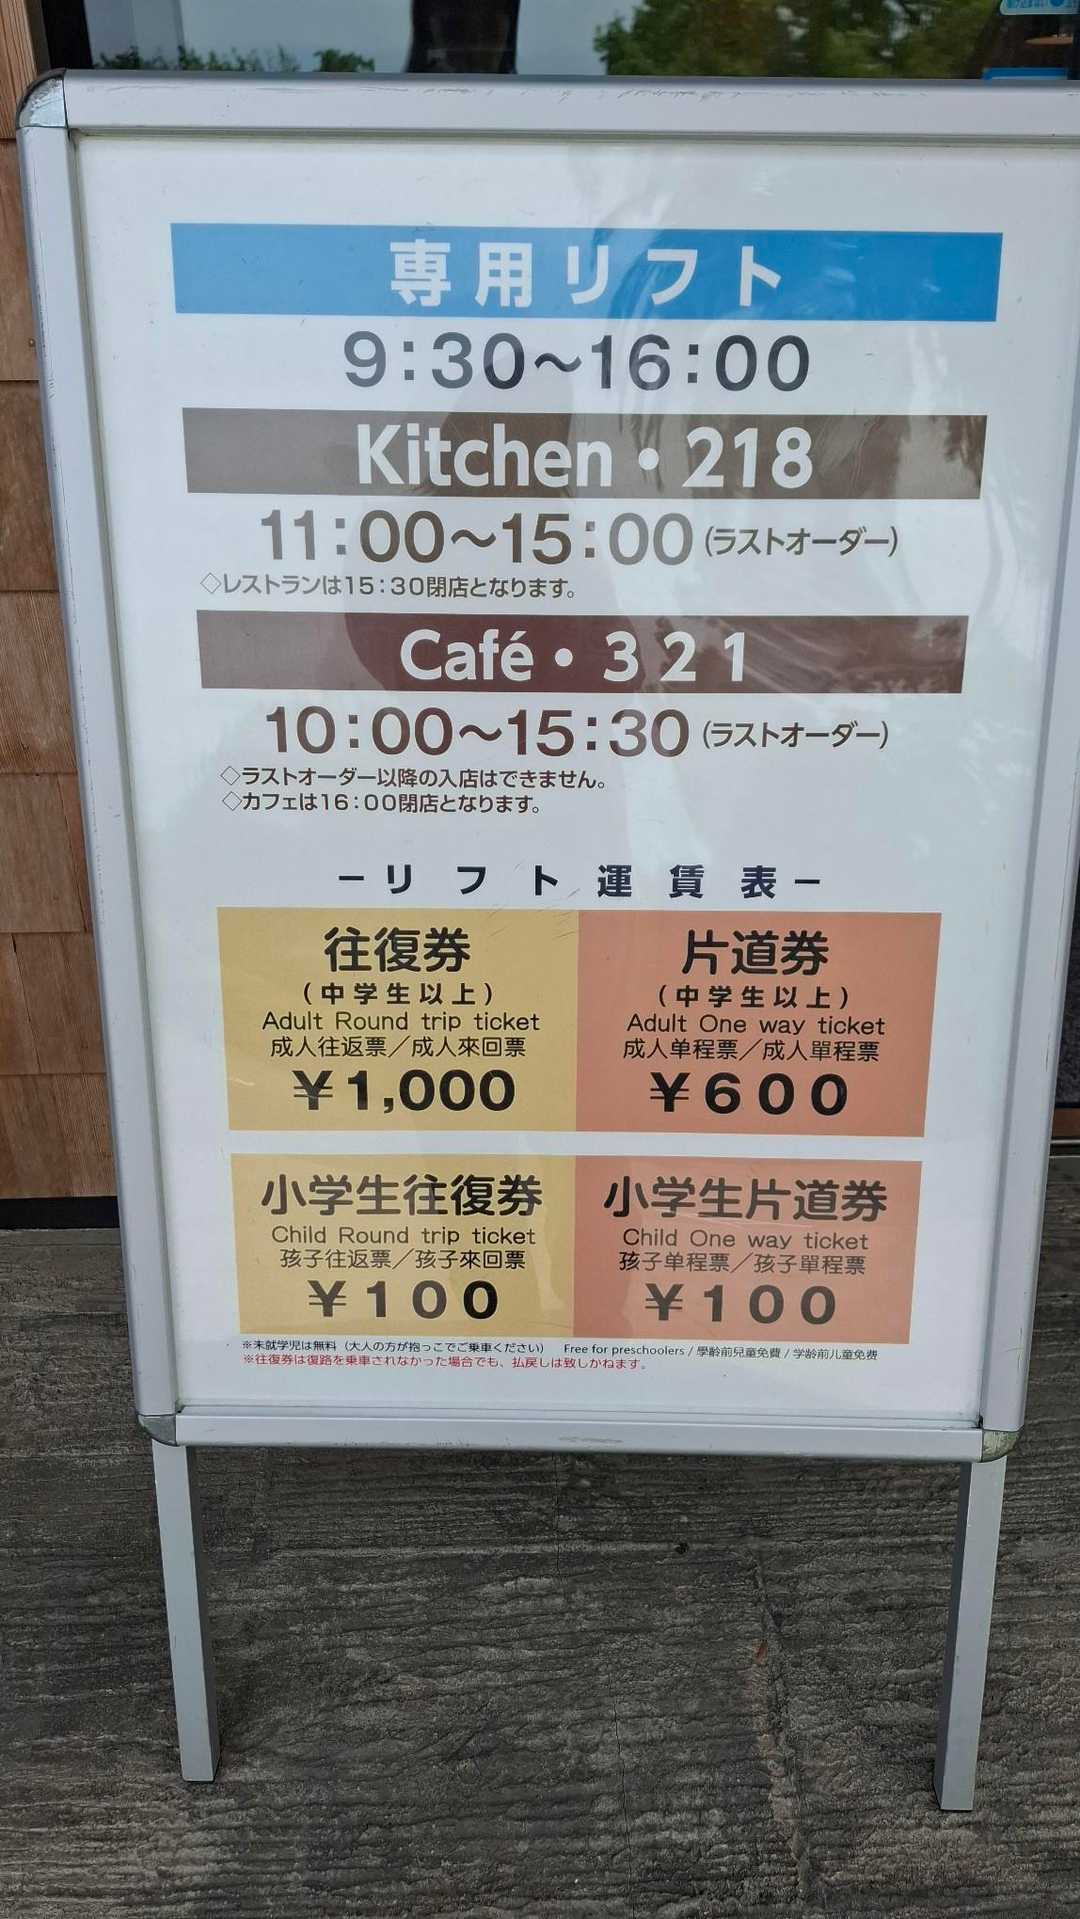 専用リフト
9:30～16:00
Kitchen・218
11:00～15:00(ラストオーダー)
◇レストランは15:30閉店となります。
Café・321
10:00～15:30(ラストオーダー)
◇ラストオーダー以降の入店はできません。
◇カフェは16:00閉店となります。
－リフト運賃表－
往復券
(中学生以上)
Adult Round trip ticket
成人往返票／成人來回票
￥1,000
片道券
(中学生以上)
Adult One way ticket
成人单程票／成人單程票
￥600
小学生往復券
Child Round trip ticket
孩子往返票／孩子來回票
￥100
小学生片道券
Child One way ticket
孩子单程票／孩子單程票
￥100
※未就学児は無料（大人の方が抱っこでご乗車ください） Free for preschoolers / 學齡前兒童免費 / 学龄前儿童免费
※往復券は復路を乗車されなかった場合でも、払戻しは致しかねます。